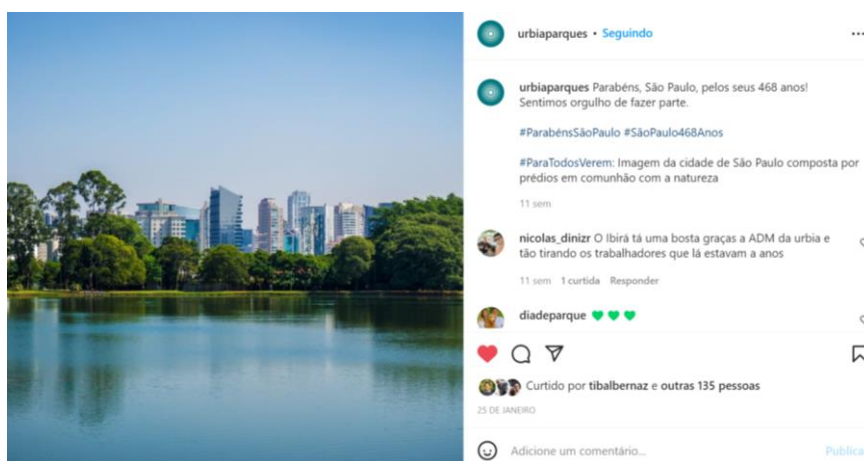 urbiaparques • Seguindo
urbiaparques Parabéns, São Paulo, pelos seus 468 anos!
Sentimos orgulho de fazer parte.
#ParabénsSãoPaulo #SãoPaulo468Anos
#ParaTodosVerem: Imagem da cidade de São Paulo composta por
prédios em comunhão com a natureza
11 sem
nicolas_dinizr O Ibirá tá uma bosta graças a ADM da urbia e
tão tirando os trabalhadores que lá estavam a anos
11 sem 1 curtida Responder
diadeparque 💚 💚 💚
Curtido por tibalbernaz e outras 135 pessoas
25 DE JANEIRO
Adicione um comentário... Publica